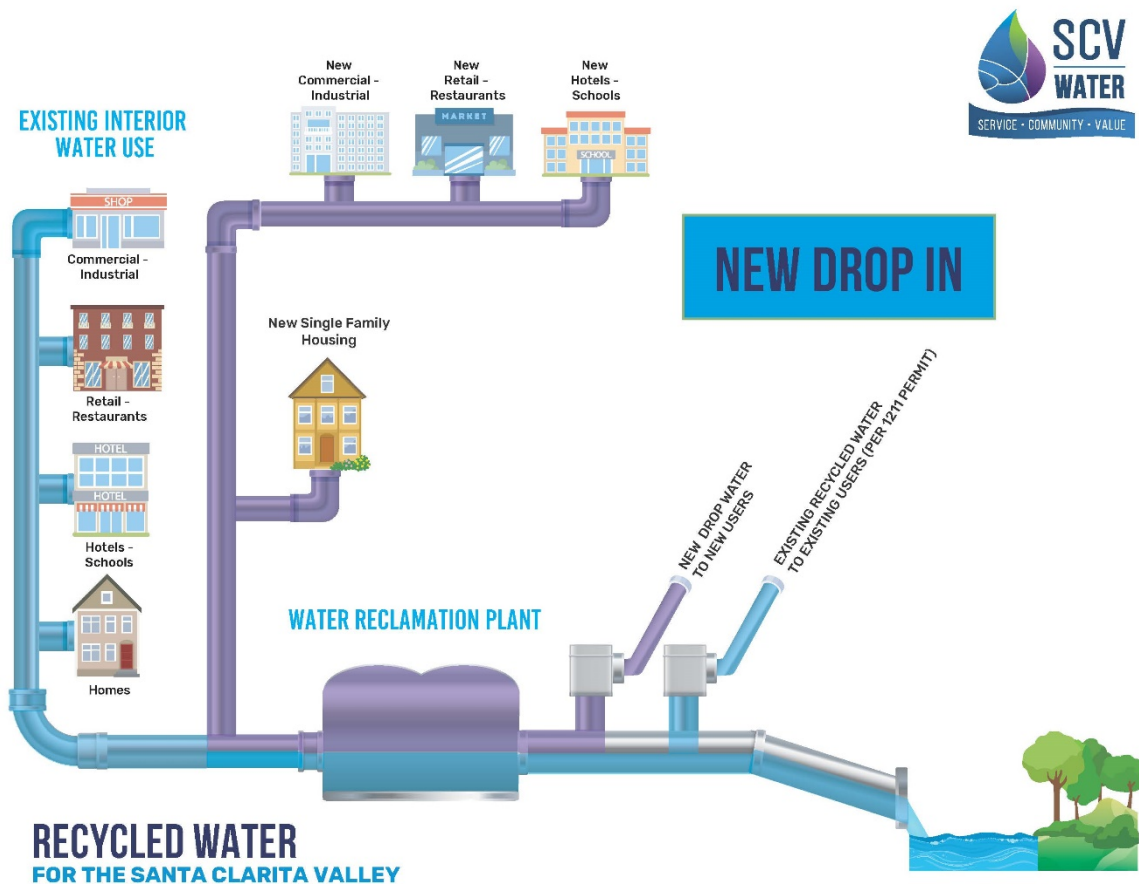 SCV
WATER
SERVICE • COMMUNITY • VALUE
New
Commercial -
Industrial
New
Retail -
Restaurants
New
Hotels -
Schools
MARKET
SCHOOL
EXISTING INTERIOR
WATER USE
SHOP
Commercial -
Industrial
Retail -
Restaurants
HOTEL
HOTEL
Hotels -
Schools
Homes
New Single Family
Housing
NEW DROP IN
NEW DROP WATER
TO NEW USERS
EXISTING RECYCLED WATER
TO EXISTING USERS (PER 1211 PERMIT)
WATER RECLAMATION PLANT
RECYCLED WATER
FOR THE SANTA CLARITA VALLEY